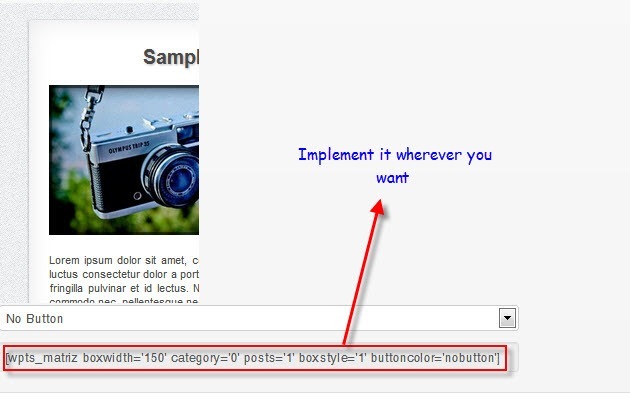 Sampl
OLYMPUS TRIP 35
Implement it wherever you
want
Lorem ipsum dolor sit amet, c
luctus consectetur dolor a port
fringilla pulvinar et id lectus. N
commodo nec, pellentesque ne
No Button
[wpts_matriz boxwidth='150' category='0' posts='1' boxstyle='1' buttoncolor='nobutton']